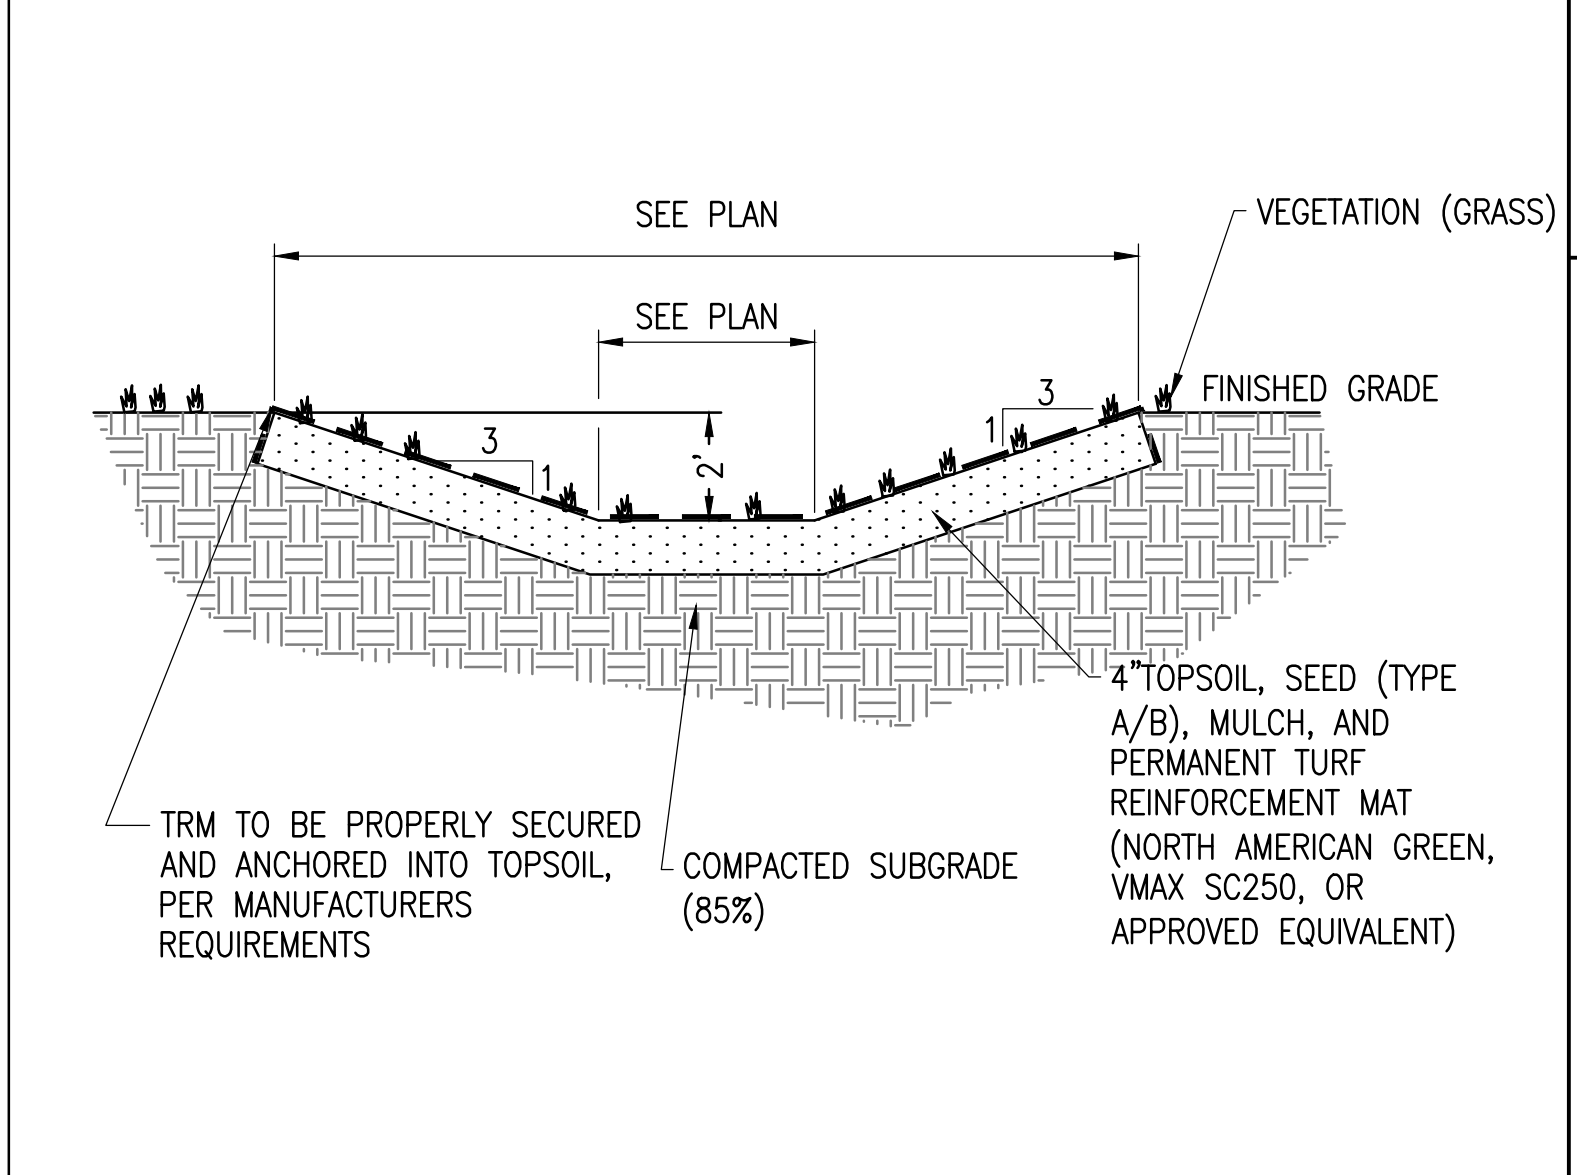 SEE PLAN
VEGETATION (GRASS)
SEE PLAN
FINISHED GRADE
3
1
3
1
2'
4"TOPSOIL, SEED (TYPE
A/B), MULCH, AND
PERMANENT TURF
REINFORCEMENT MAT
(NORTH AMERICAN GREEN,
VMAX SC250, OR
APPROVED EQUIVALENT)
TRM TO BE PROPERLY SECURED
AND ANCHORED INTO TOPSOIL,
PER MANUFACTURERS
REQUIREMENTS
COMPACTED SUBGRADE
(85%)